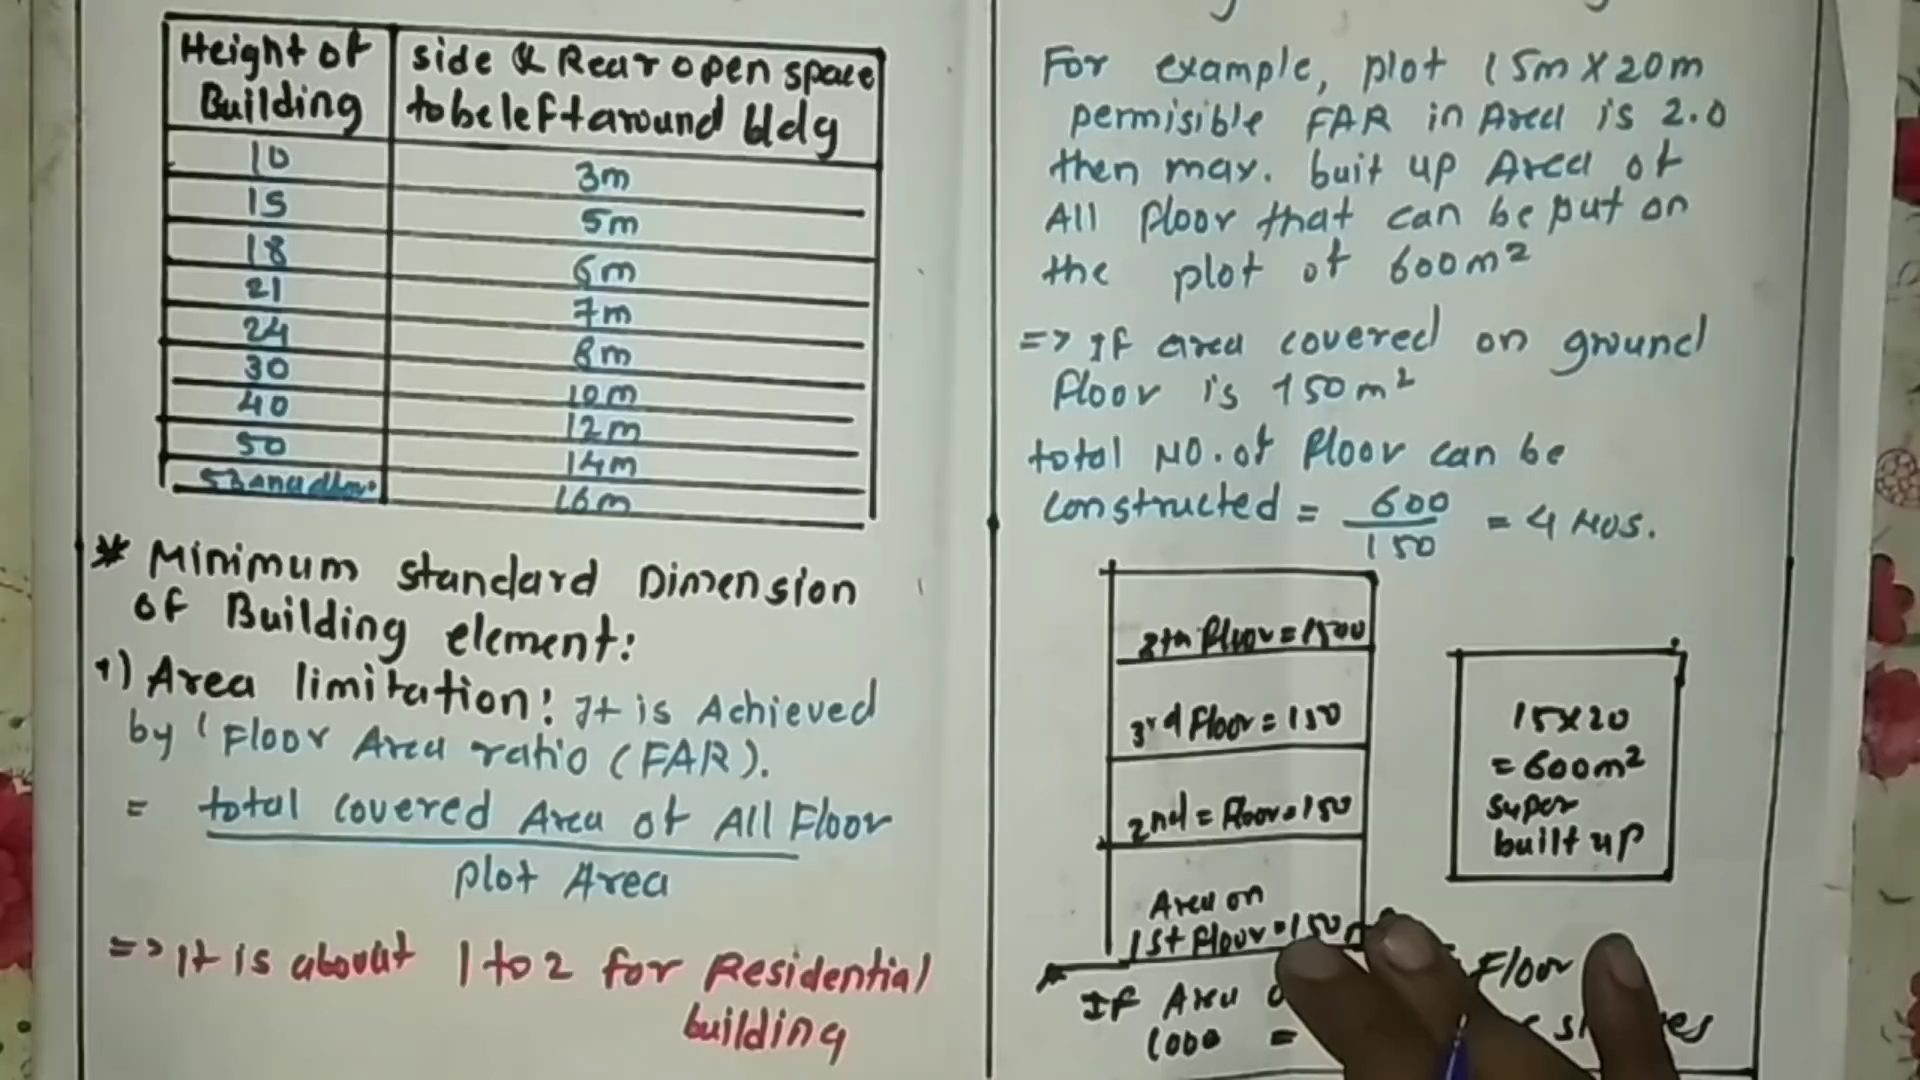 Height of Building
side & Rear open space to be left around bldg
10 3m
15 5m
18 6m
21 7m
24 8m
30 10m
40 12m
50 14m
16m
* Minimum standard Dimension
of Building element:
1) Area limitation: It is Achieved
by 'Floor Area ratio (FAR).
= total covered Area of All Floor
plot Area
=> It is about 1 to 2 for Residential
building
For example, plot 15m X 20m
permisible FAR in Area is 2.0
then max. buit up Area of
All floor that can be put on
the plot of 600m²
=> If area covered on ground
floor is 150m²
total NO. of floor can be
constructed = 600 = 4 Nos.
150
floor = 1500
3rd Floor = 150
2nd = floor = 150
Area on
1st floor = 150
15x20
= 600m²
super
built up
If Area
Floor
1000 =